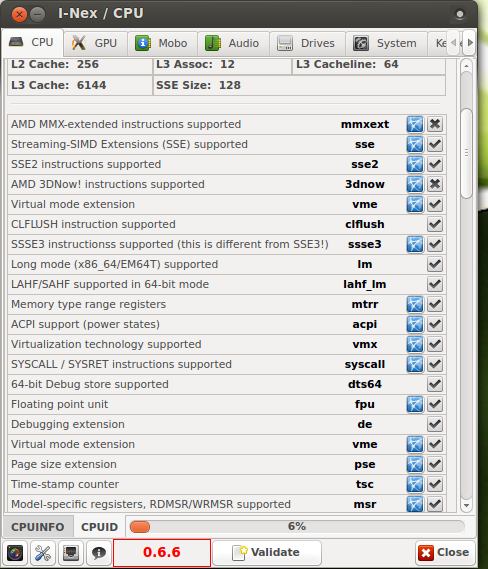 I-Nex / CPU
CPU GPU Mobo Audio Drives System Ke
L2 Cache: 256 L3 Assoc: 12 L3 Cacheline: 64
L3 Cache: 6144 SSE Size: 128
AMD MMX-extended instructions supported mmxext
Streaming-SIMD Extensions (SSE) supported sse
SSE2 instructions supported sse2
AMD 3DNow! instructions supported 3dnow
Virtual mode extension vme
CLFLUSH instruction supported clflush
SSSE3 instructionss supported (this is different from SSE3!) ssse3
Long mode (x86_64/EM64T) supported lm
LAHF/SAHF supported in 64-bit mode lahf_lm
Memory type range registers mtrr
ACPI support (power states) acpi
Virtualization technology supported vmx
SYSCALL / SYSRET instructions supported syscall
64-bit Debug store supported dts64
Floating point unit fpu
Debugging extension de
Virtual mode extension vme
Page size extension pse
Time-stamp counter tsc
Model-specific regsisters, RDMSR/WRMSR supported msr
CPUINFO CPUID 6%
0.6.6 Validate Close